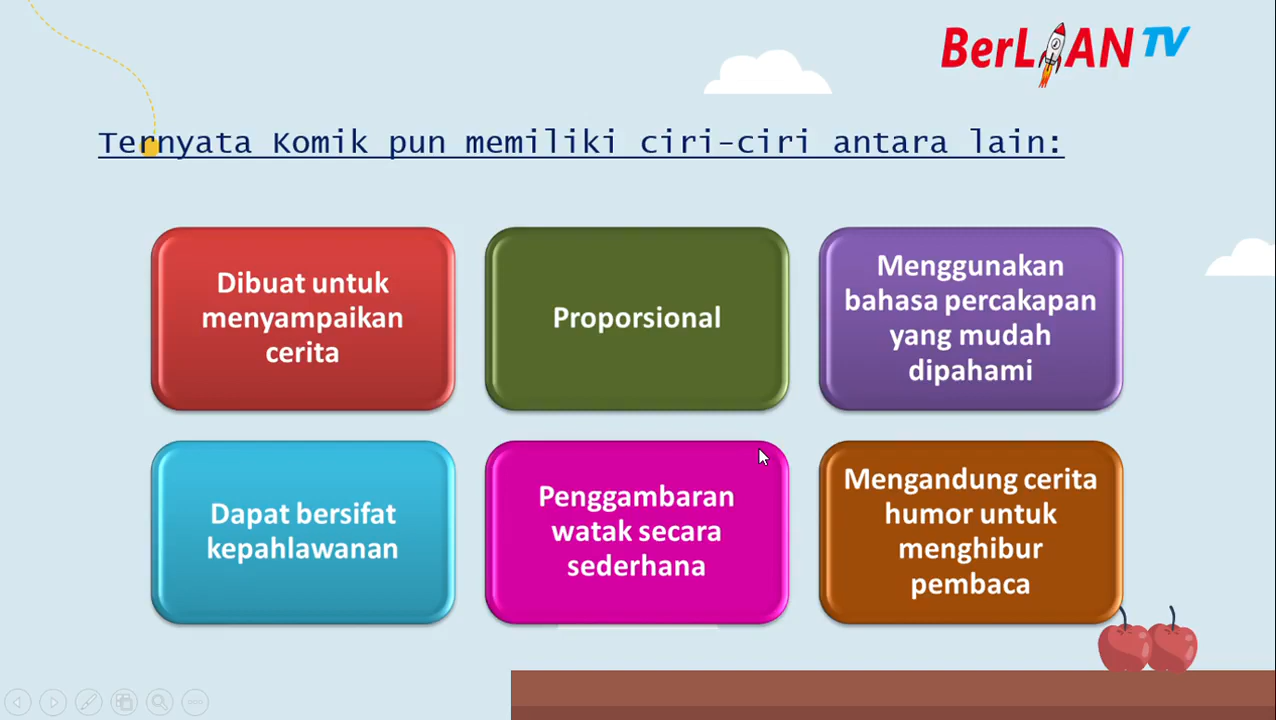 BerLIAN TV
Ternyata Komik pun memiliki ciri-ciri antara lain:
Dibuat untuk
menyampaikan
cerita
Proporsional
Menggunakan
bahasa percakapan
yang mudah
dipahami
Dapat bersifat
kepahlawanan
Penggambaran
watak secara
sederhana
Mengandung cerita
humor untuk
menghibur
pembaca